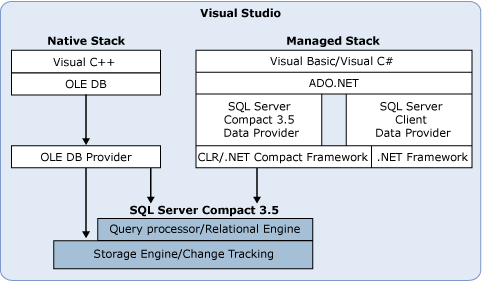 Visual Studio
Native Stack
Visual C++
OLE DB
OLE DB Provider
Managed Stack
Visual Basic/Visual C#
ADO.NET
SQL Server
Compact 3.5
Data Provider
SQL Server
Client
Data Provider
CLR/.NET Compact Framework
.NET Framework
SQL Server Compact 3.5
Query processor/Relational Engine
Storage Engine/Change Tracking